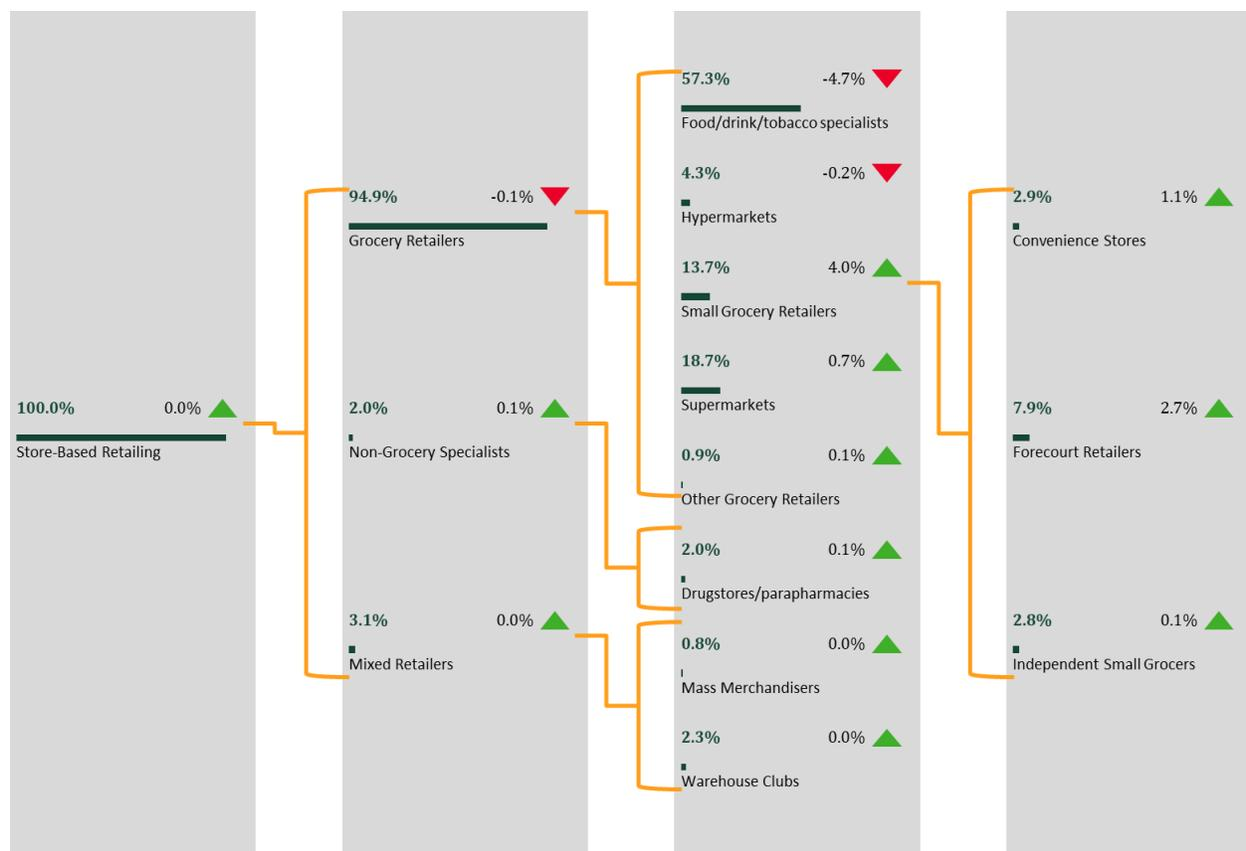 100.0% 0.0%
Store-Based Retailing
94.9% -0.1%
Grocery Retailers
2.0% 0.1%
Non-Grocery Specialists
3.1% 0.0%
Mixed Retailers
57.3% -4.7%
Food/drink/tobacco specialists
4.3% -0.2%
Hypermarkets
13.7% 4.0%
Small Grocery Retailers
18.7% 0.7%
Supermarkets
0.9% 0.1%
Other Grocery Retailers
2.0% 0.1%
Drugstores/parapharmacies
0.8% 0.0%
Mass Merchandisers
2.3% 0.0%
Warehouse Clubs
2.9% 1.1%
Convenience Stores
7.9% 2.7%
Forecourt Retailers
2.8% 0.1%
Independent Small Grocers